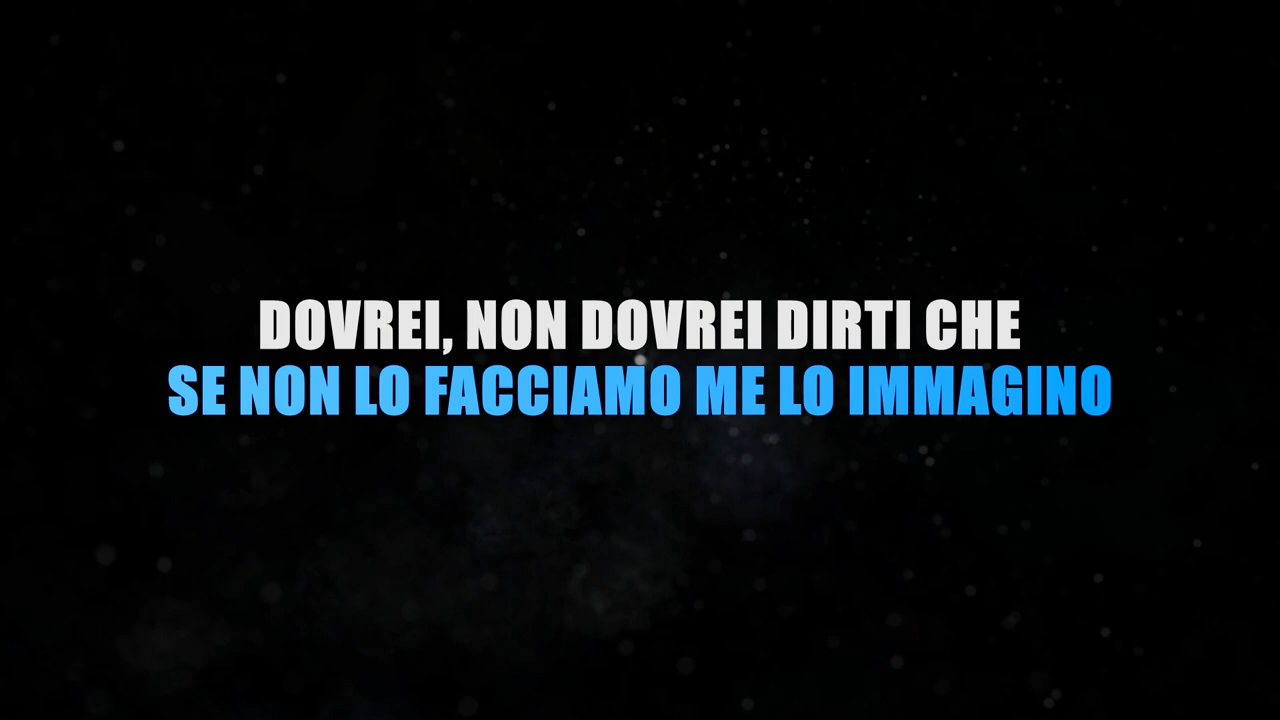 DOVREI, NON DOVREI DIRTI CHE
SE NON LO FACCIAMO ME LO IMMAGINO